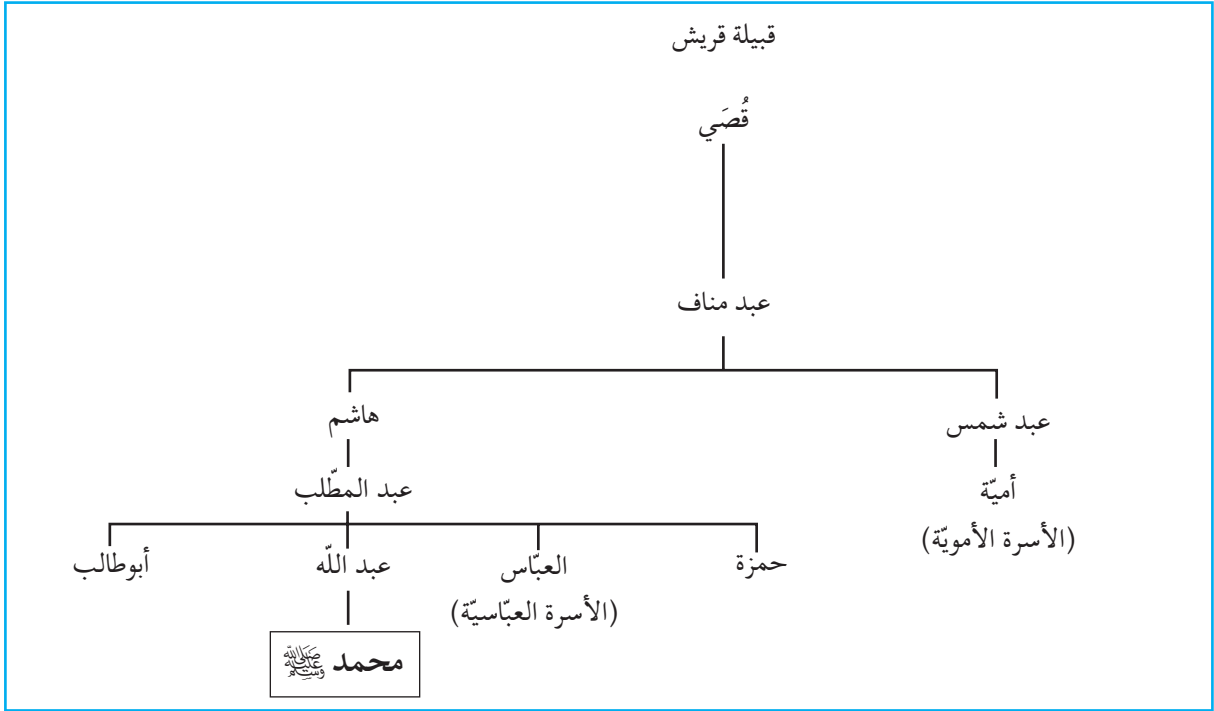 قبيلة قريش
قُصَي
عبد مناف
عبد شمس
هاشم
أميّة
عبد المطّلب
(الأسرة الأمويّة)
حمزة
العبّاس
عبد اللّه
أبوطالب
(الأسرة العبّاسيّة)
محمد ﷺ